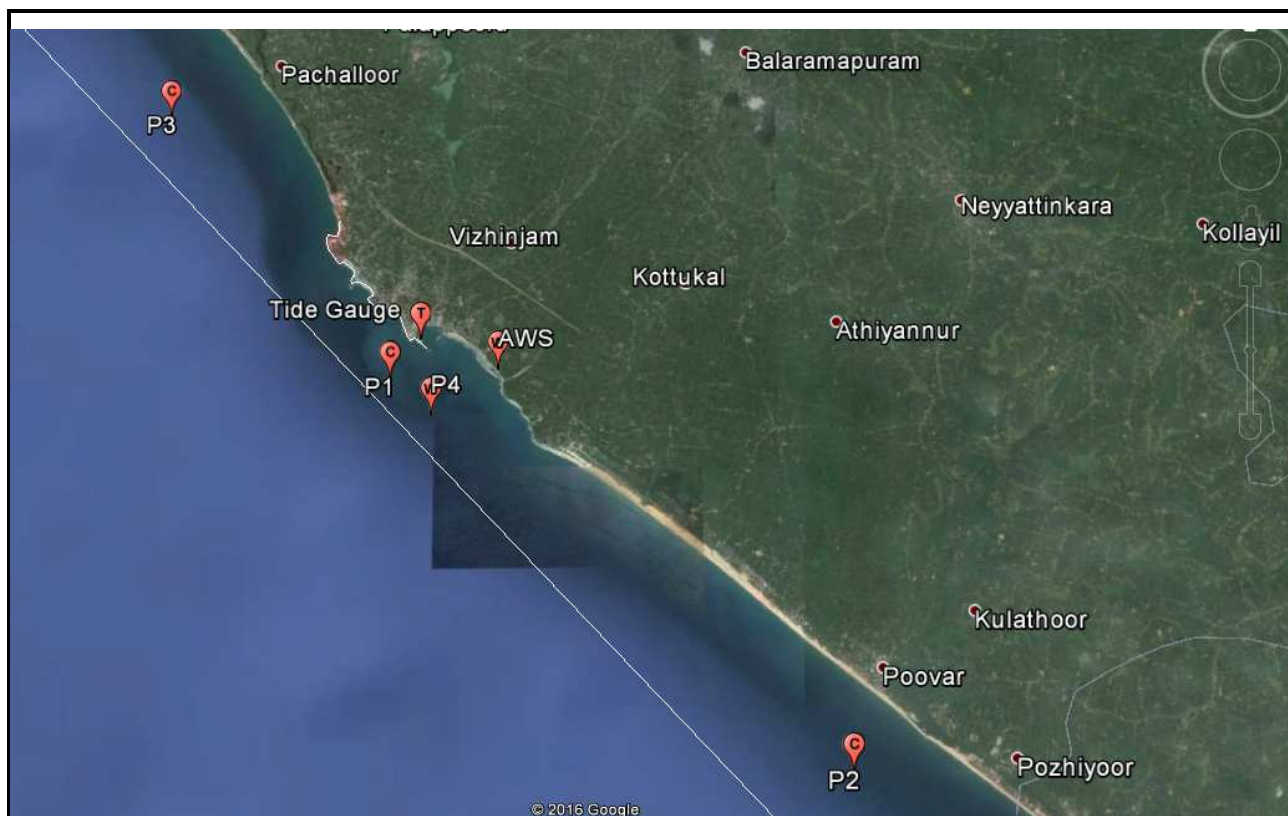 Pachalloor
Balaramapuram
C
P3
Neyyattinkara
Kollayil
Vizhinjam
Kottukal
Tide Gauge
T
AWS
Athiyannur
C
P1
P4
Kulathoor
Poovar
C
P2
Pozhiyoor
© 2016 Google